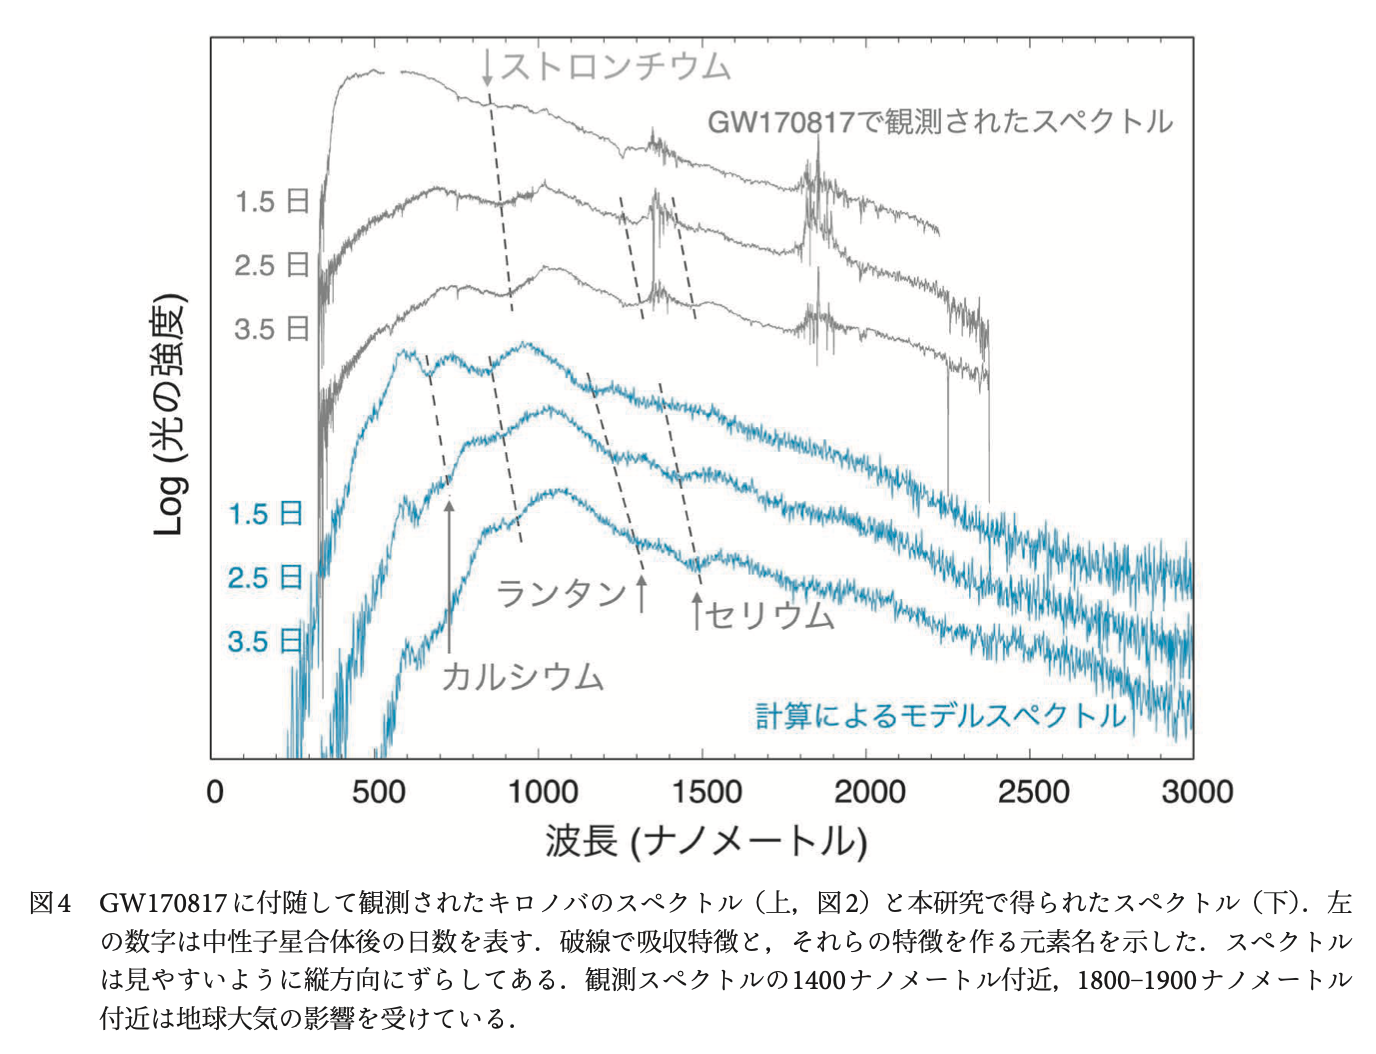 ストロンチウム
GW170817で観測されたスペクトル
1.5 日
2.5 日
3.5 日
Log (光の強度)
1.5 日
2.5 日
3.5 日
ランタン
セリウム
カルシウム
計算によるモデルスペクトル
0 500 1000 1500 2000 2500 3000
波長 (ナノメートル)
図4 GW170817に付随して観測されたキロノバのスペクトル（上，図2）と本研究で得られたスペクトル（下）．左
の数字は中性子星合体後の日数を表す．破線で吸収特徴と，それらの特徴を作る元素名を示した．スペクトル
は見やすいように縦方向にずらしてある．観測スペクトルの1400ナノメートル付近，1800–1900ナノメートル
付近は地球大気の影響を受けている．